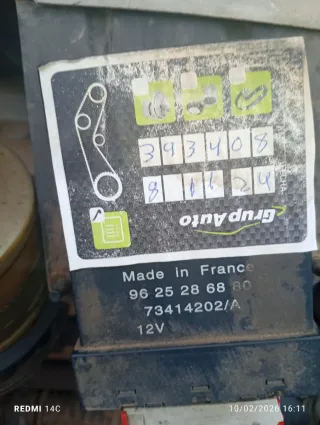 393408
8 11 24
GrupAuto
Made in France
96 25 28 68 80
73414202/A
12V
REDMI 14C
10/02/2026 16:11